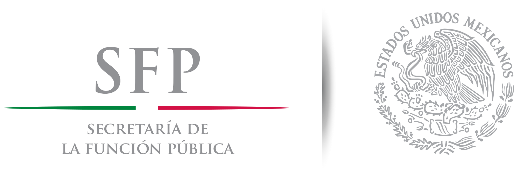 SFP
SECRETARÍA DE
LA FUNCIÓN PÚBLICA
ESTADOS UNIDOS MEXICANOS